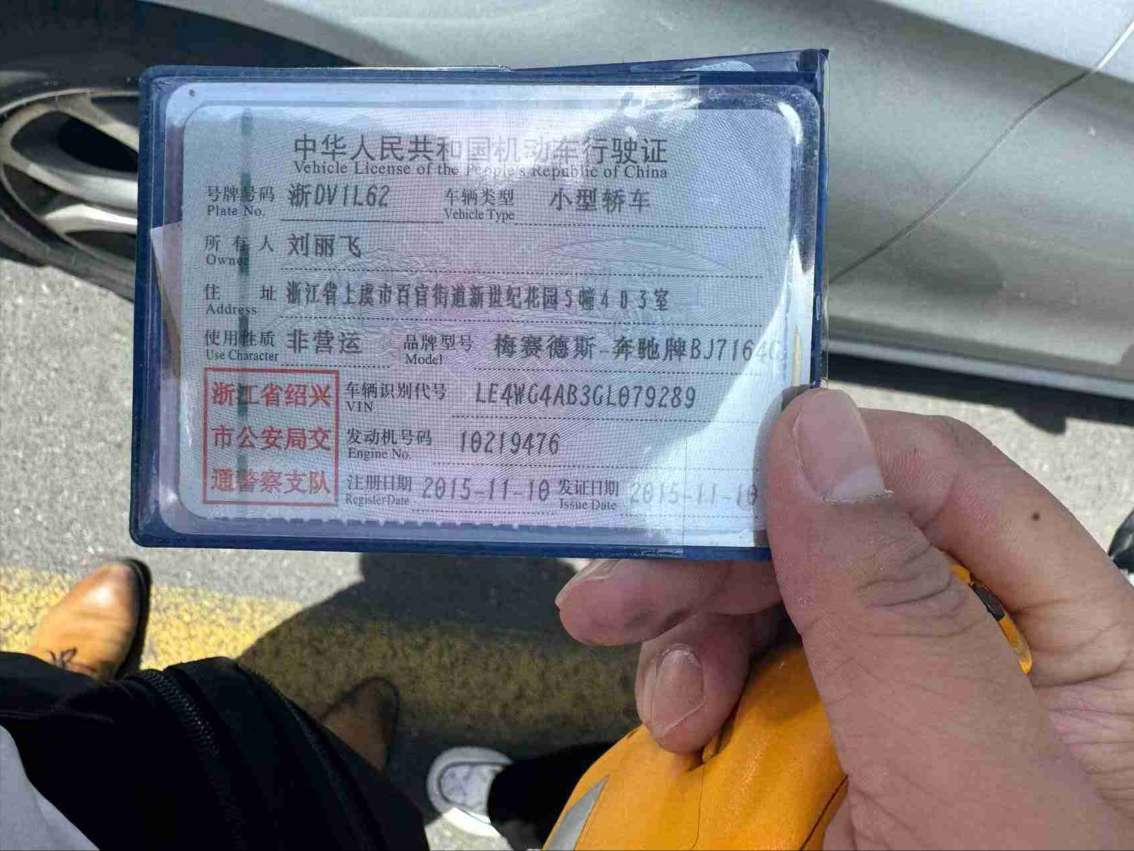 中华人民共和国机动车行驶证
Vehicle License of the People's Republic of China
号牌号码 浙DV1L62 车辆类型 小型轿车
Plate No. Vehicle Type
所有人 刘丽飞
Owner
住址 浙江省上虞市百官街道新世纪花园5幢403室
Address
使用性质 非营运 品牌型号 梅赛德斯-奔驰牌BJ7164
Use Character Model
浙江省绍兴
市公安局交
通警察支队
车辆识别代号 LE4WG4AB3GL079289
VIN
发动机号码 10219476
Engine No.
注册日期 2015-11-10 发证日期 2015-11-10
Register Date Issue Date